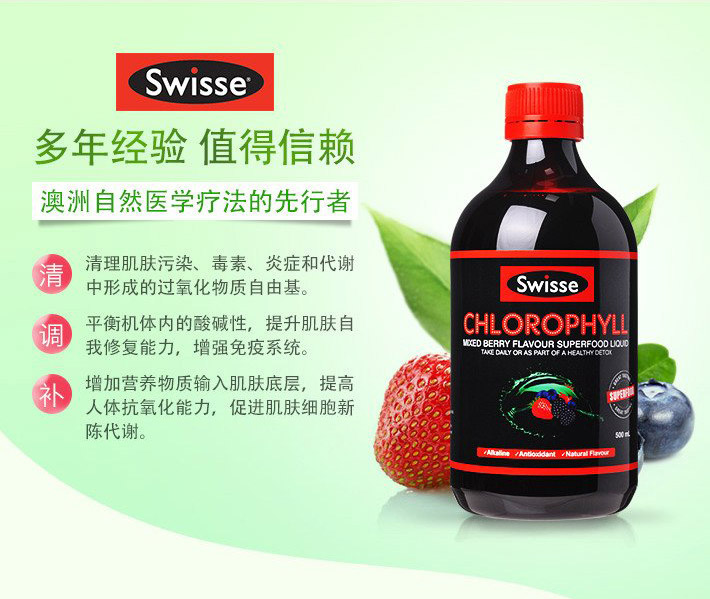 Swisse®
多年经验 值得信赖
澳洲自然医学疗法的先行者
清
清理肌肤污染、毒素、炎症和代谢
中形成的过氧化物质自由基。
调
平衡机体内的酸碱性，提升肌肤自
我修复能力，增强免疫系统。
补
增加营养物质输入肌肤底层，提高
人体抗氧化能力，促进肌肤细胞新
陈代谢。
Swisse
Swisse
CHLOROPHYLL
MIXED BERRY FLAVOUR SUPERFOOD LIQUID
TAKE DAILY OR AS PART OF A HEALTHY DETOX
SUPERFOOD
500 mL
✓Alkaline ✓Antioxidant ✓Natural Flavour